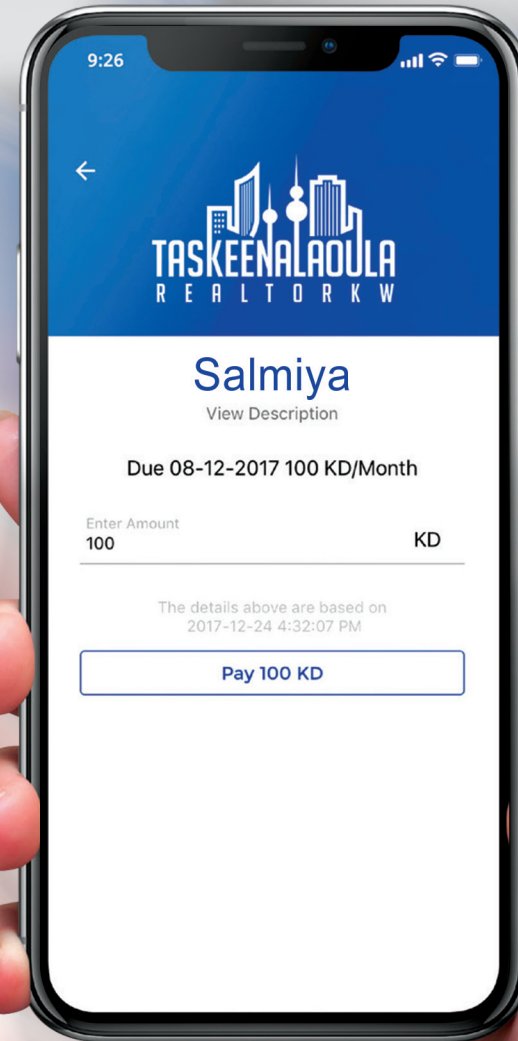 9:26
TASKEENALAOULA
REALTORKW
Salmiya
View Description
Due 08-12-2017 100 KD/Month
Enter Amount
100 KD
The details above are based on
2017-12-24 4:32:07 PM
Pay 100 KD